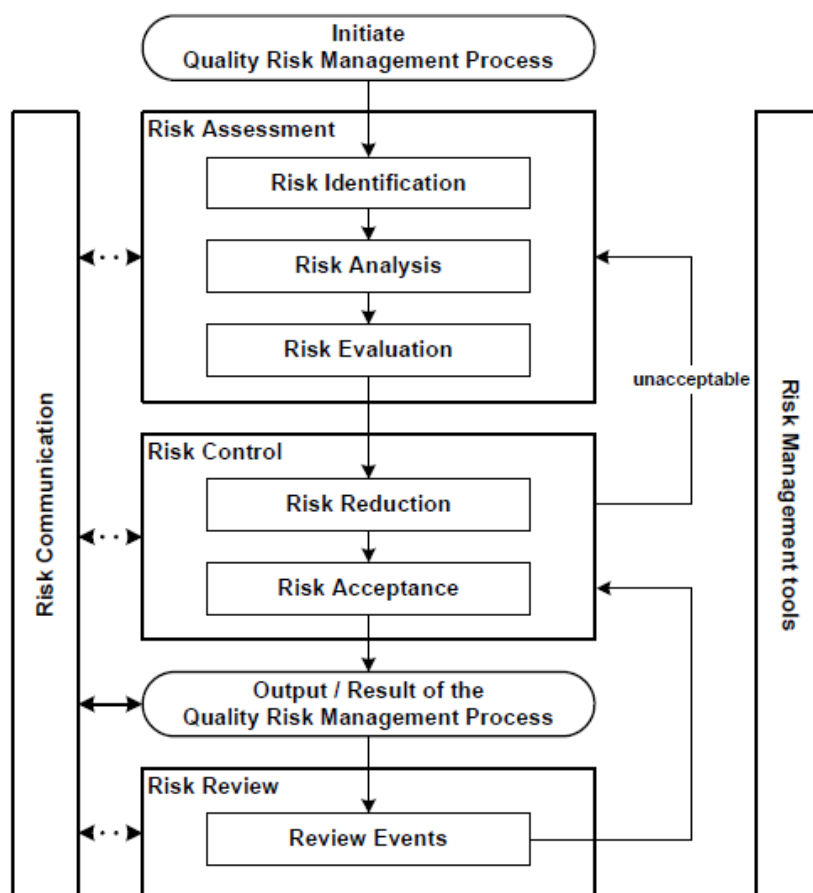 Initiate
Quality Risk Management Process
Risk Assessment
Risk Identification
Risk Analysis
Risk Evaluation
unacceptable
Risk Control
Risk Reduction
Risk Acceptance
Output / Result of the
Quality Risk Management Process
Risk Review
Review Events
Risk Communication
Risk Management tools